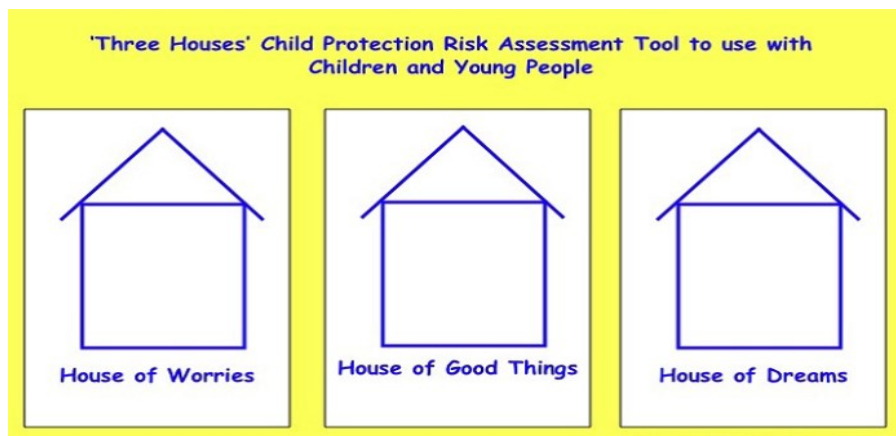 ‘Three Houses’ Child Protection Risk Assessment Tool to use with
Children and Young People
House of Worries
House of Good Things
House of Dreams